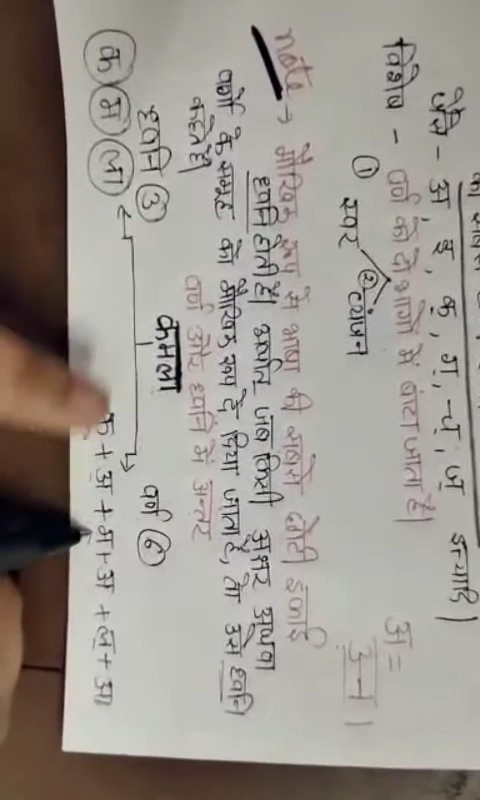 जैसे - अ, इ, क्, ग्, च्, ज् इत्यादि।
विशेष - वर्ण को दो भागों में बांटा जाता है।
① स्वर ② व्यंजन
अ =
note → मौखिक रूप से भाषा की सबसे छोटी इकाई
ध्वनि होती है। अर्थात जब किसी अक्षर अथवा
वर्णो के समूह को मौखिक रूप दे दिया जाता है, तो उसे ध्वनि
कहते हैं।
वर्ण और ध्वनि में अन्तर
कमला
ध्वनि ③ वर्ण ⑥
क म ला
क + अ + म + अ + ल + आ